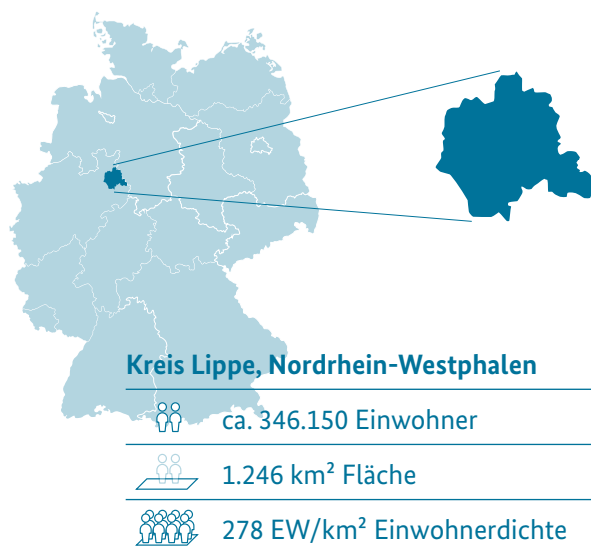 Kreis Lippe, Nordrhein-Westphalen
ca. 346.150 Einwohner
1.246 km² Fläche
278 EW/km² Einwohnerdichte